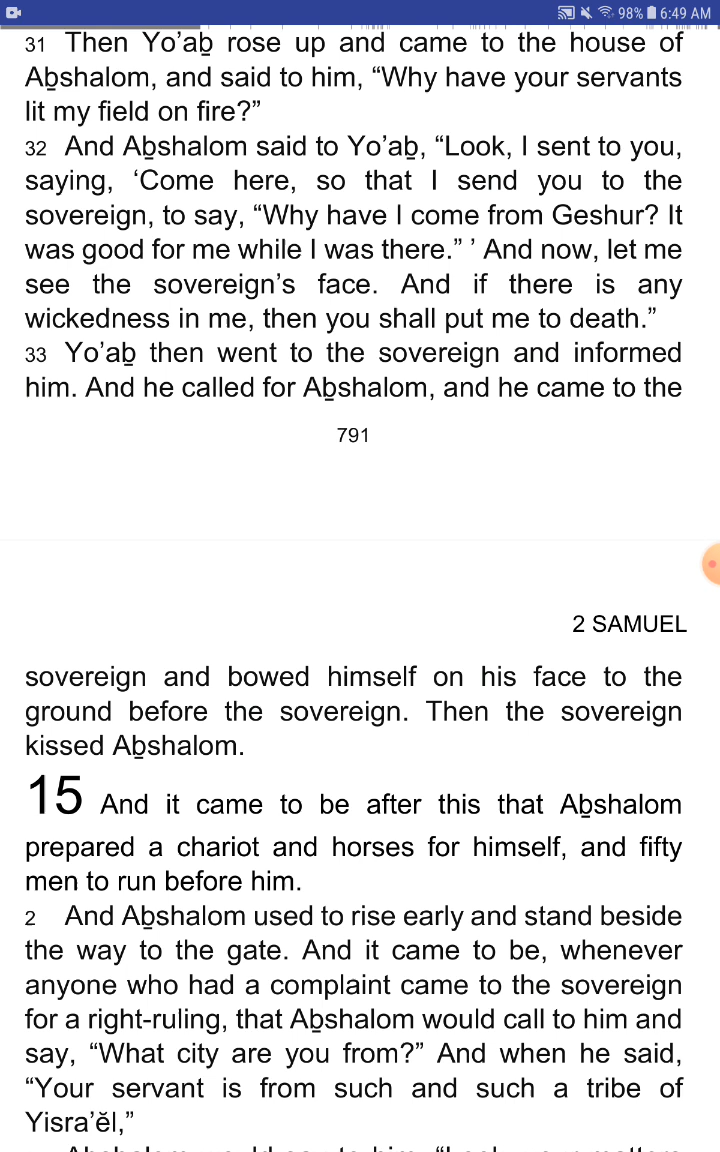 98% 6:49 AM
31 Then Yo’aḇ rose up and came to the house of
Aḇshalom, and said to him, “Why have your servants
lit my field on fire?”
32 And Aḇshalom said to Yo’aḇ, “Look, I sent to you,
saying, ‘Come here, so that I send you to the
sovereign, to say, “Why have I come from Geshur? It
was good for me while I was there.” ’ And now, let me
see the sovereign’s face. And if there is any
wickedness in me, then you shall put me to death.”
33 Yo’aḇ then went to the sovereign and informed
him. And he called for Aḇshalom, and he came to the
791
2 SAMUEL
sovereign and bowed himself on his face to the
ground before the sovereign. Then the sovereign
kissed Aḇshalom.
15 And it came to be after this that Aḇshalom
prepared a chariot and horses for himself, and fifty
men to run before him.
2 And Aḇshalom used to rise early and stand beside
the way to the gate. And it came to be, whenever
anyone who had a complaint came to the sovereign
for a right-ruling, that Aḇshalom would call to him and
say, “What city are you from?” And when he said,
“Your servant is from such and such a tribe of
Yisra’ĕl,”